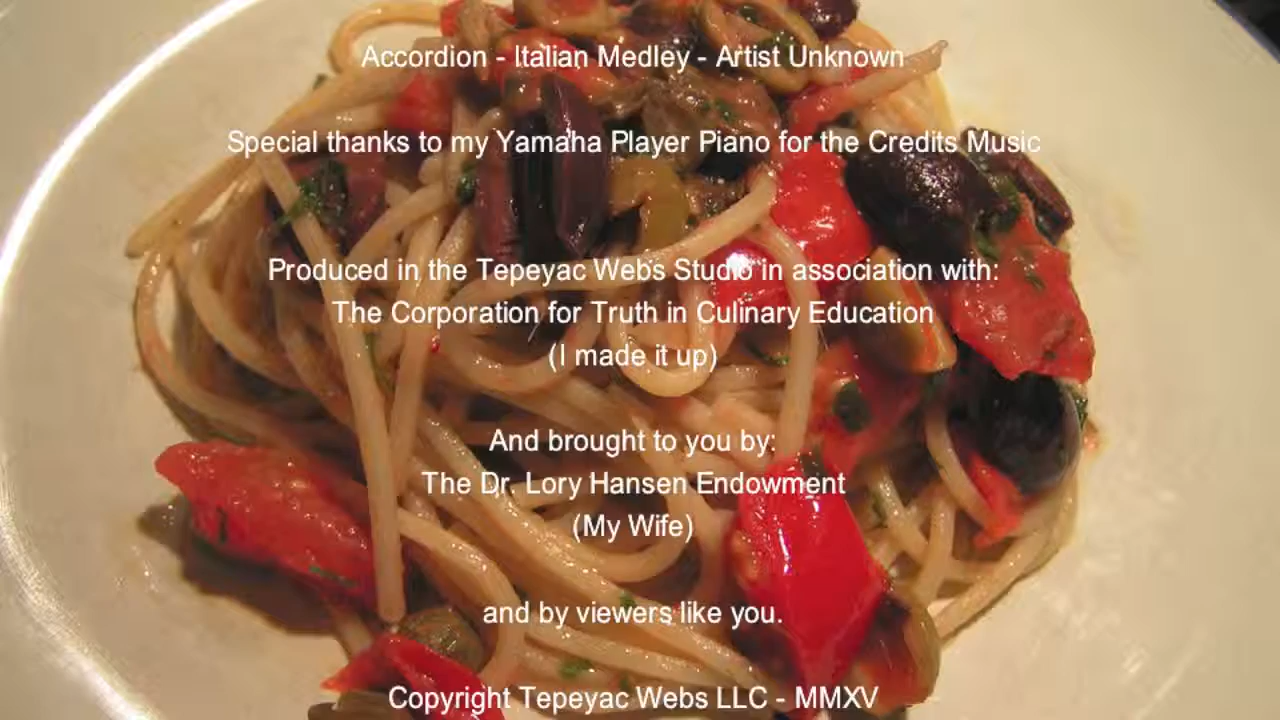 Accordion - Italian Medley - Artist Unknown
Special thanks to my Yamaha Player Piano for the Credits Music
Produced in the Tepeyac Webs Studio in association with:
The Corporation for Truth in Culinary Education
(I made it up)
And brought to you by:
The Dr. Lory Hansen Endowment
(My Wife)
and by viewers like you.
Copyright Tepeyac Webs LLC - MMXV